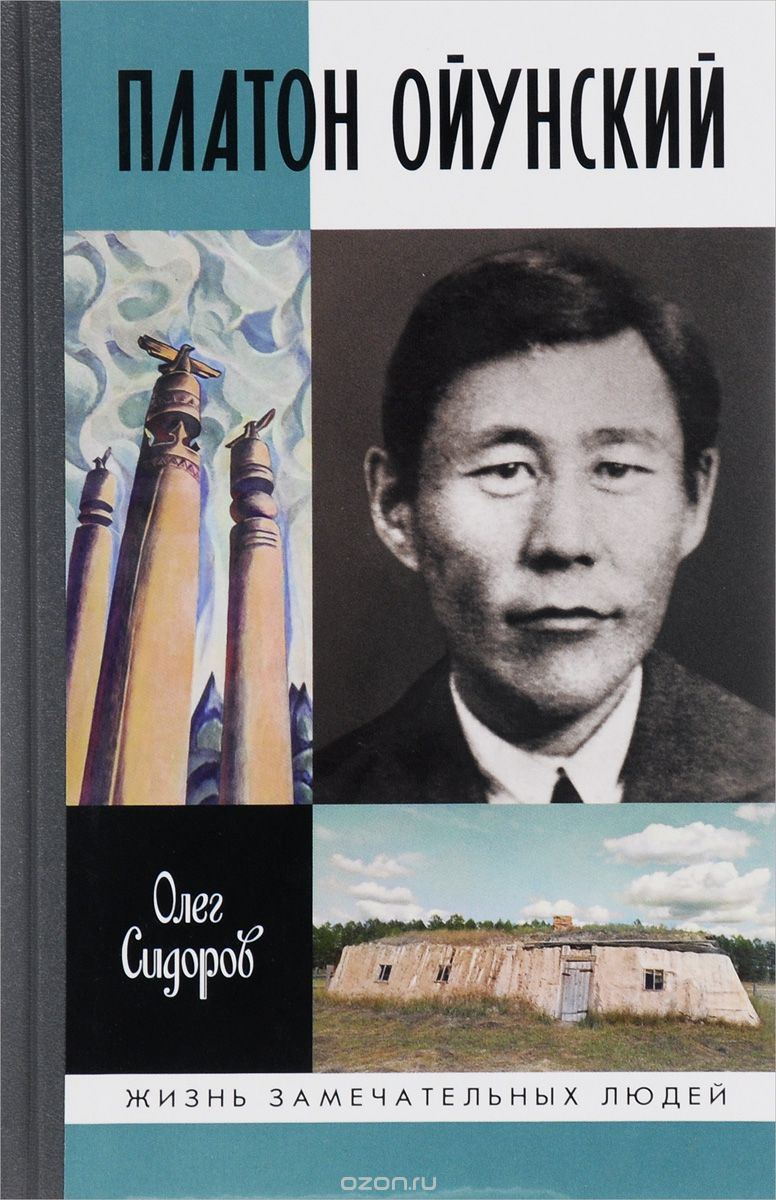 ПЛАТОН ОЙУНСКИЙ
Олег
Сидоров
ЖИЗНЬ ЗАМЕЧАТЕЛЬНЫХ ЛЮДЕЙ
ozon.ru